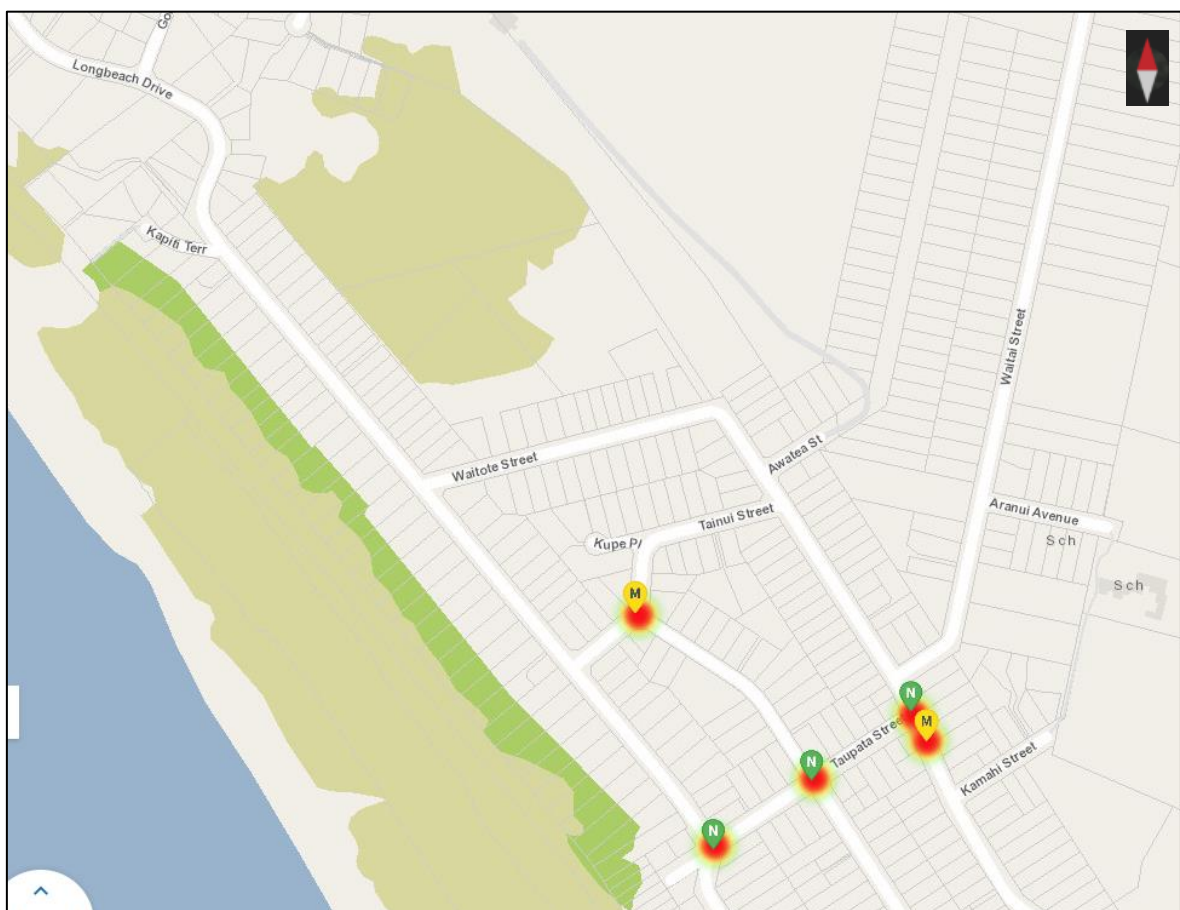 Go
Longbeach Drive
Kapiti Terr
Waitai Street
Waitote Street
Awatea St
Tainui Street
Aranui Avenue
Kupe Pl
Sch
Sch
M
N
M
Taupata Street
N
Kamahi Street
N